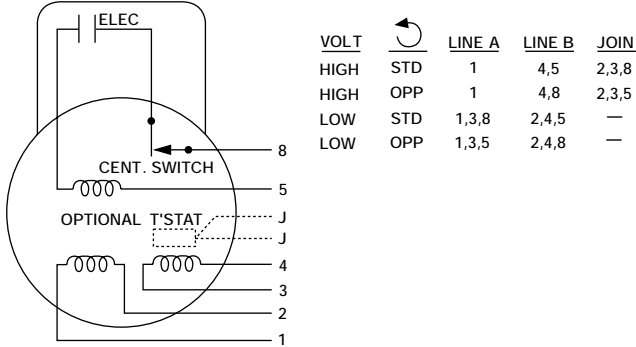 ELEC
8
CENT. SWITCH
5
OPTIONAL T'STAT
J
J
4
3
2
1
VOLT LINE A LINE B JOIN
HIGH STD 1 4,5 2,3,8
HIGH OPP 1 4,8 2,3,5
LOW STD 1,3,8 2,4,5 —
LOW OPP 1,3,5 2,4,8 —